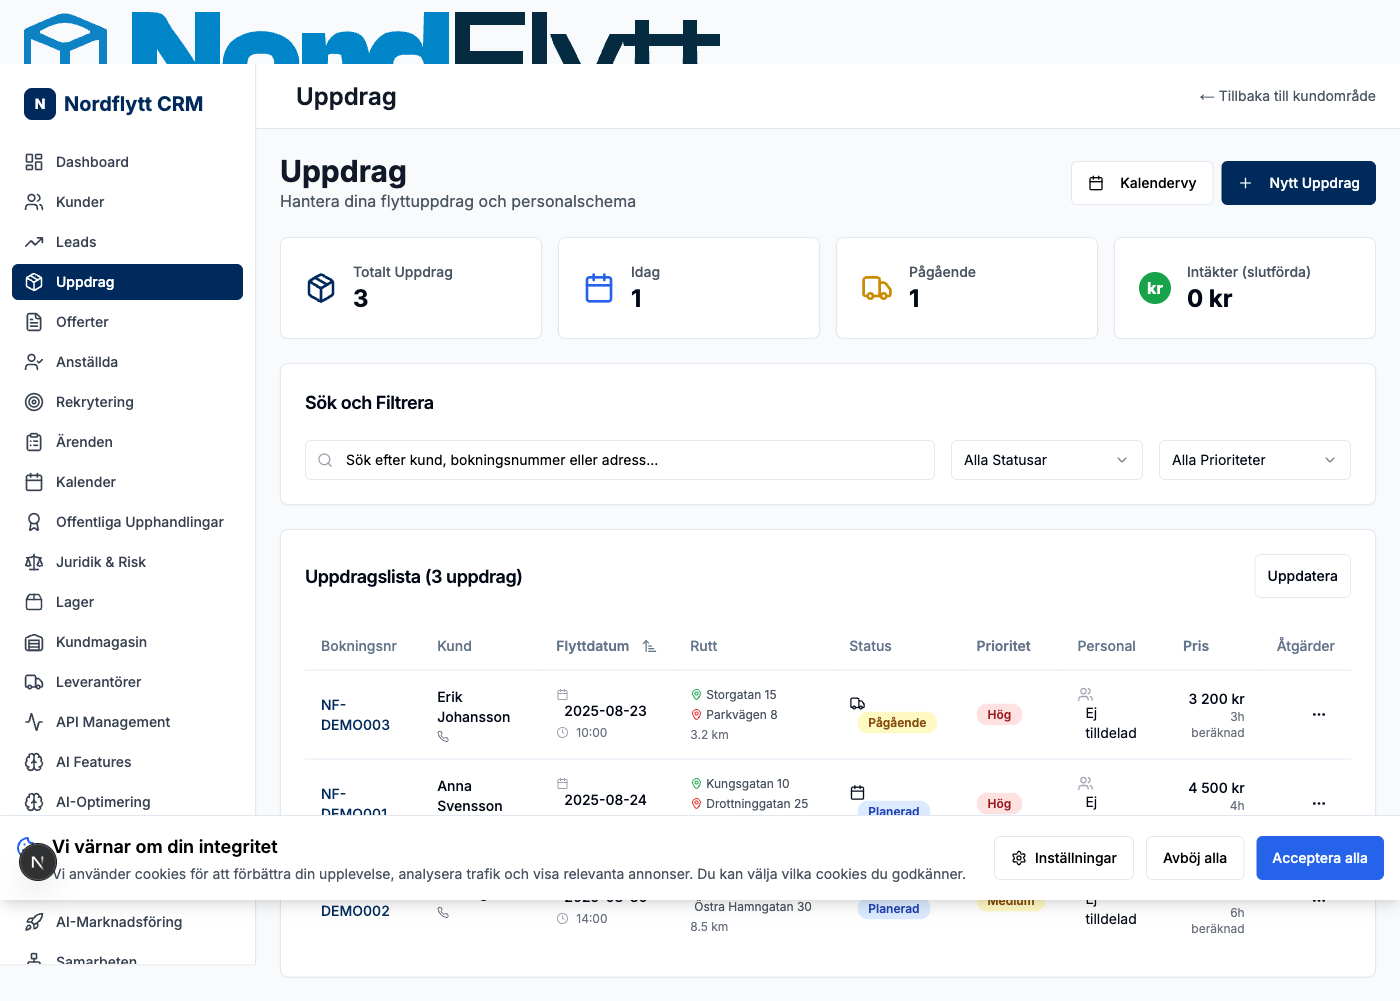 NordFlytt
N Nordflytt CRM
Dashboard
Kunder
Leads
Uppdrag
Offerter
Anställda
Rekrytering
Ärenden
Kalender
Offentliga Upphandlingar
Juridik & Risk
Lager
Kundmagasin
Leverantörer
API Management
AI Features
AI-Optimering
AI-Marknadsföring
Samarbeten
Uppdrag
← Tillbaka till kundområde
Uppdrag
Hantera dina flyttuppdrag och personalschema
Kalendervy
+ Nytt Uppdrag
Totalt Uppdrag
3
Idag
1
Pågående
1
kr
Intäkter (slutförda)
0 kr
Sök och Filtrera
Sök efter kund, bokningsnummer eller adress...
Alla Statusar
Alla Prioriteter
Uppdragslista (3 uppdrag)
Uppdatera
Bokningsnr Kund Flyttdatum Rutt Status Prioritet Personal Pris Åtgärder
NF-
DEMO003
Erik
Johansson
2025-08-23
10:00
Storgatan 15
Parkvägen 8
3.2 km
Pågående
Hög
Ej
tilldelad
3 200 kr
3h
beräknad
...
NF-
DEMO001
Anna
Svensson
2025-08-24
Kungsgatan 10
Drottninggatan 25
Planerad
Hög
Ej
4 500 kr
4h
...
Vi värnar om din integritet
Vi använder cookies för att förbättra din upplevelse, analysera trafik och visa relevanta annonser. Du kan välja vilka cookies du godkänner.
N
Inställningar
Avböj alla
Acceptera alla
DEMO002
14:00
Östra Hamngatan 30
8.5 km
Planerad
Medium
Ej
tilldelad
6h
beräknad